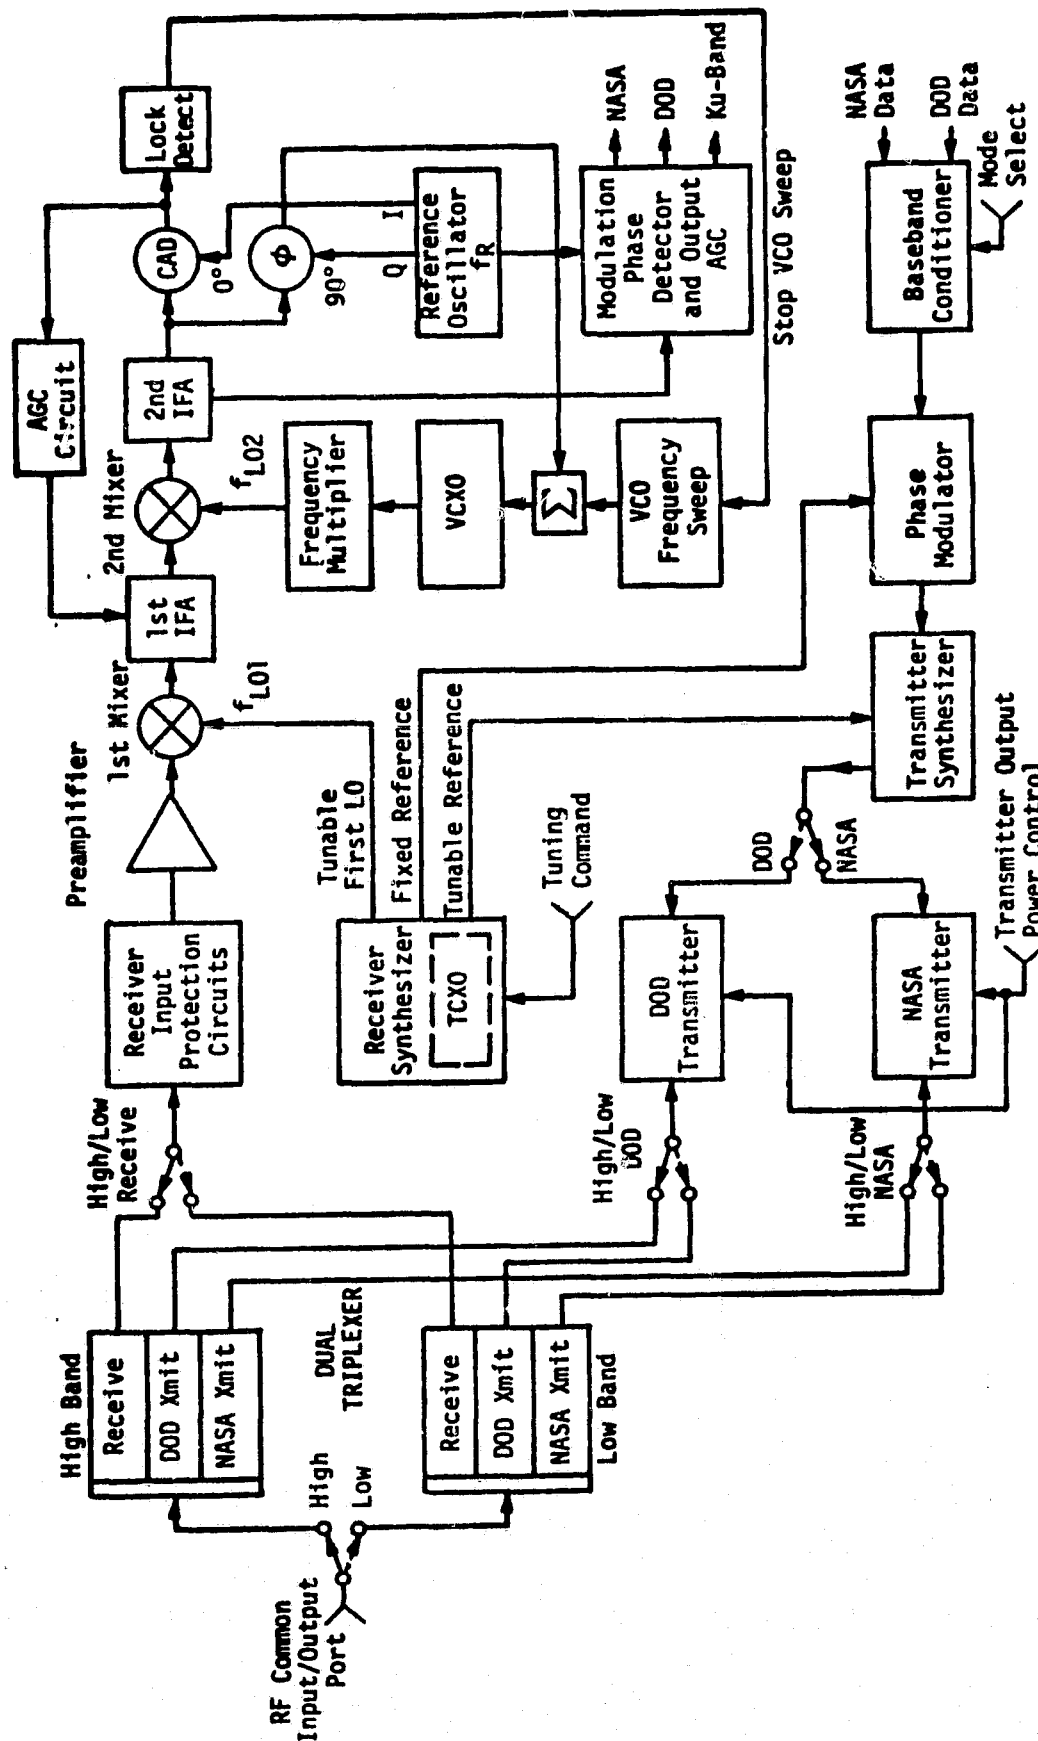 RF Common
Input/Output
Port
High
Low
High Band
Receive
DOD Xmit
NASA Xmit
DUAL
TRIPLEXER
Receive
DOD Xmit
NASA Xmit
Low Band
High/Low
Receive
Receiver
Input
Protection
Circuits
Preamplifier
1st Mixer
fLO1
1st
IFA
2nd Mixer
fLO2
2nd
IFA
AGC
Circuit
CAD
0°
Lock
Detect
φ
90°
I
Q
Reference
Oscillator
fR
Frequency
Multiplier
VCXO
Σ
VCO
Frequency
Sweep
Modulation
Phase
Detector
and Output
AGC
NASA
DOD
Ku-Band
Stop VCO Sweep
Tunable
First LO
Fixed Reference
Tunable Reference
Receiver
Synthesizer
TCXO
Tuning
Command
High/Low
DOD
DOD
Transmitter
DOD
NASA
High/Low
NASA
NASA
Transmitter
Transmitter Output
Power Control
Transmitter
Synthesizer
Phase
Modulator
Baseband
Conditioner
NASA
Data
DOD
Data
Mode
Select